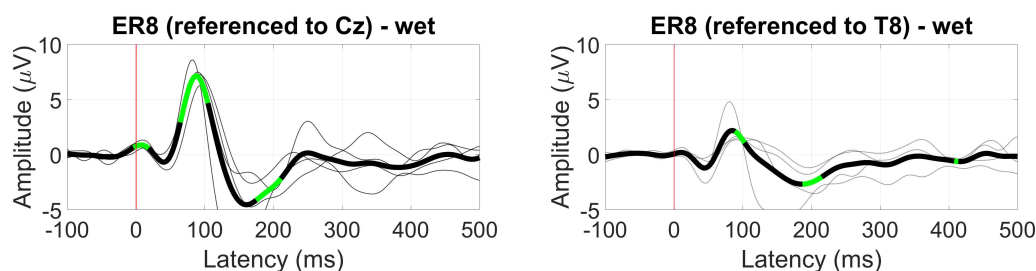 ER8 (referenced to Cz) - wet
10
5
0
-5
Amplitude (μV)
-100 0 100 200 300 400 500
Latency (ms)
ER8 (referenced to T8) - wet
10
5
0
-5
Amplitude (μV)
-100 0 100 200 300 400 500
Latency (ms)